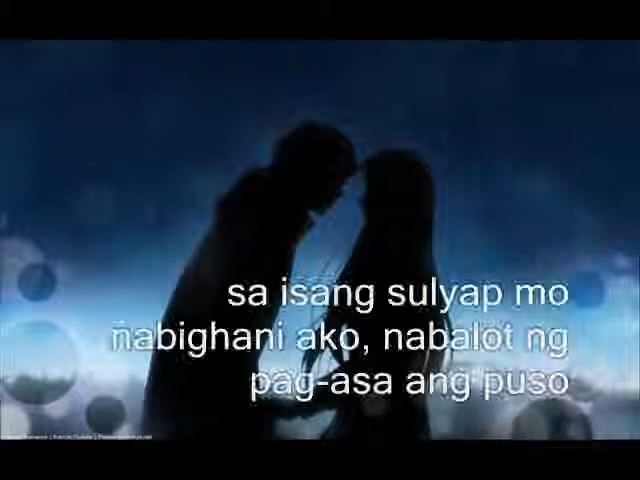 sa isang sulyap mo
nabighani ako, nabalot ng
pag-asa ang puso